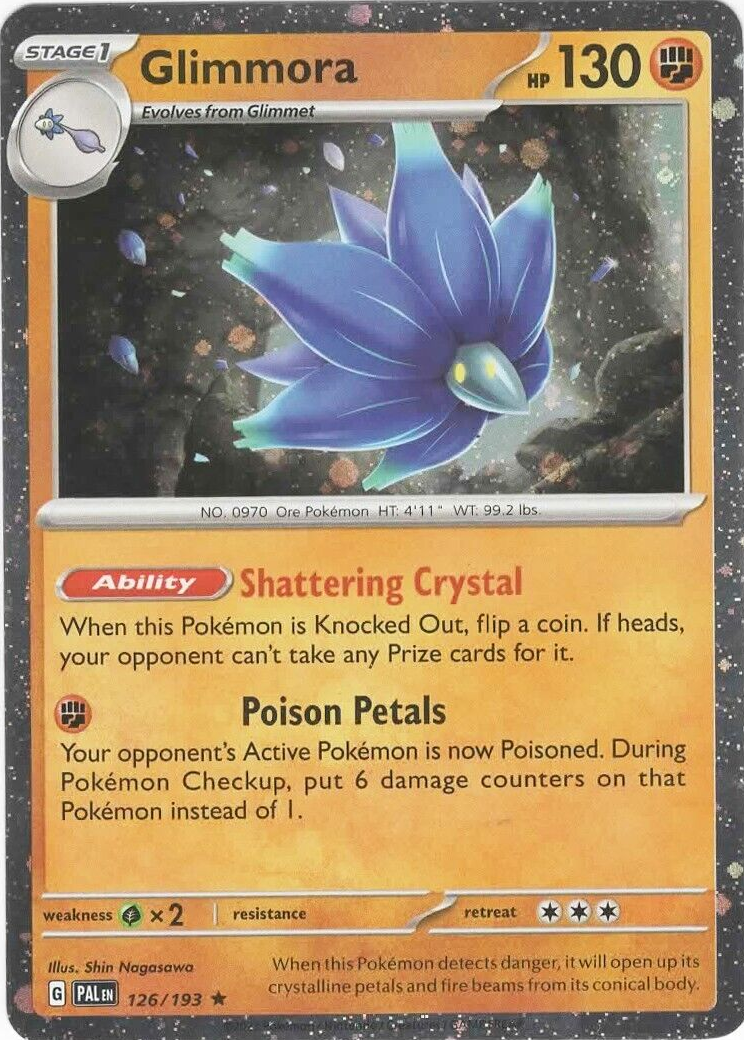 STAGE 1
Glimmora
HP 130
Evolves from Glimmet
NO. 0970 Ore Pokémon HT: 4'11" WT: 99.2 lbs.
Ability Shattering Crystal
When this Pokémon is Knocked Out, flip a coin. If heads,
your opponent can't take any Prize cards for it.
Poison Petals
Your opponent's Active Pokémon is now Poisoned. During
Pokémon Checkup, put 6 damage counters on that
Pokémon instead of 1.
weakness ×2 resistance retreat
Illus. Shin Nagasawa
When this Pokémon detects danger, it will open up its
crystalline petals and fire beams from its conical body.
G PAL EN 126/193